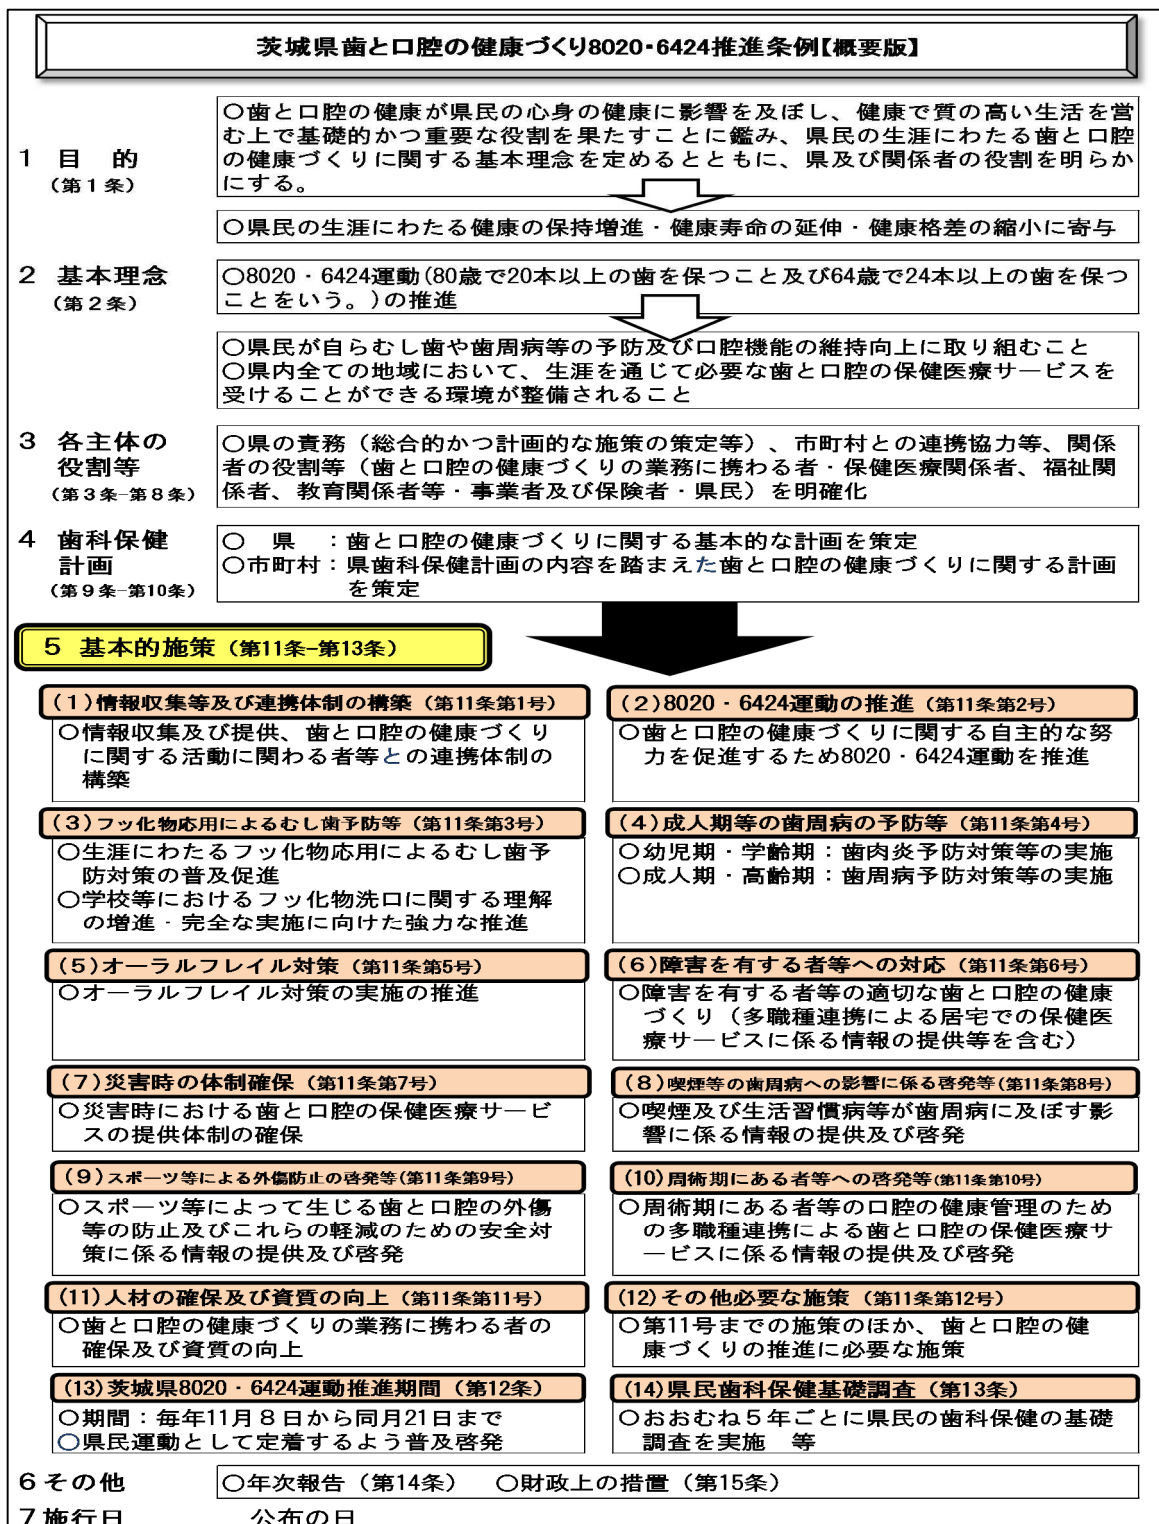 茨城県歯と口腔の健康づくり8020・6424推進条例【概要版】
1 目 的
（第１条）
○歯と口腔の健康が県民の心身の健康に影響を及ぼし、健康で質の高い生活を営
む上で基礎的かつ重要な役割を果たすことに鑑み、県民の生涯にわたる歯と口腔
の健康づくりに関する基本理念を定めるとともに、県及び関係者の役割を明らか
にする。
○県民の生涯にわたる健康の保持増進・健康寿命の延伸・健康格差の縮小に寄与
2 基本理念
（第２条）
○8020・6424運動(80歳で20本以上の歯を保つこと及び64歳で24本以上の歯を保つ
ことをいう。)の推進
○県民が自らむし歯や歯周病等の予防及び口腔機能の維持向上に取り組むこと
○県内全ての地域において、生涯を通じて必要な歯と口腔の保健医療サービスを
受けることができる環境が整備されること
3 各主体の
役割等
（第３条−第８条）
○県の責務（総合的かつ計画的な施策の策定等）、市町村との連携協力等、関係
者の役割等（歯と口腔の健康づくりの業務に携わる者・保健医療関係者、福祉関
係者、教育関係者等・事業者及び保険者・県民）を明確化
4 歯科保健
計画
（第９条−第10条）
○ 県 ：歯と口腔の健康づくりに関する基本的な計画を策定
○市町村：県歯科保健計画の内容を踏まえた歯と口腔の健康づくりに関する計画
を策定
5 基本的施策（第11条−第13条）
(1)情報収集等及び連携体制の構築（第11条第1号）
○情報収集及び提供、歯と口腔の健康づくり
に関する活動に関わる者等との連携体制の
構築
(2)8020・6424運動の推進（第11条第2号）
○歯と口腔の健康づくりに関する自主的な努
力を促進するため8020・6424運動を推進
(3)フッ化物応用によるむし歯予防等（第11条第3号）
○生涯にわたるフッ化物応用によるむし歯予
防対策の普及促進
○学校等におけるフッ化物洗口に関する理解
の増進・完全な実施に向けた強力な推進
(4)成人期等の歯周病の予防等（第11条第4号）
○幼児期・学齢期：歯肉炎予防対策等の実施
○成人期・高齢期：歯周病予防対策等の実施
(5)オーラルフレイル対策（第11条第5号）
○オーラルフレイル対策の実施の推進
(6)障害を有する者等への対応（第11条第6号）
○障害を有する者等の適切な歯と口腔の健康
づくり（多職種連携による居宅での保健医
療サービスに係る情報の提供等を含む）
(7)災害時の体制確保（第11条第7号）
○災害時における歯と口腔の保健医療サービ
スの提供体制の確保
(8)喫煙等の歯周病への影響に係る啓発等(第11条第8号)
○喫煙及び生活習慣病等が歯周病に及ぼす影
響に係る情報の提供及び啓発
(9)スポーツ等による外傷防止の啓発等(第11条第9号)
○スポーツ等によって生じる歯と口腔の外傷
等の防止及びこれらの軽減のための安全対
策に係る情報の提供及び啓発
(10)周術期にある者等への啓発等(第11条第10号)
○周術期にある者等の口腔の健康管理のため
の多職種連携による歯と口腔の保健医療サ
ービスに係る情報の提供及び啓発
(11)人材の確保及び資質の向上（第11条第11号）
○歯と口腔の健康づくりの業務に携わる者の
確保及び資質の向上
(12)その他必要な施策（第11条第12号）
○第11号までの施策のほか、歯と口腔の健
康づくりの推進に必要な施策
(13)茨城県8020・6424運動推進期間（第12条）
○期間：毎年11月８日から同月21日まで
○県民運動として定着するよう普及啓発
(14)県民歯科保健基礎調査（第13条）
○おおむね５年ごとに県民の歯科保健の基礎
調査を実施 等
6 その他
○年次報告（第14条） ○財政上の措置（第15条）
7 施行日 公布の日